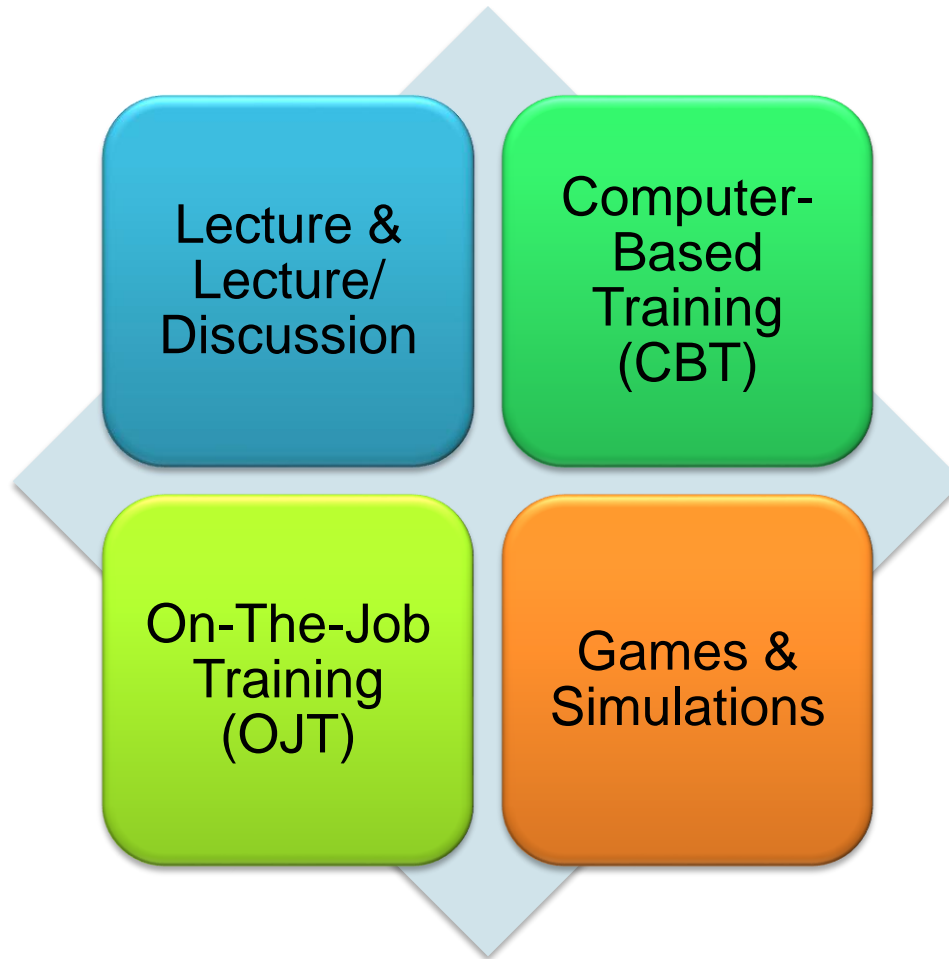 Lecture &
Lecture/
Discussion
Computer-
Based
Training
(CBT)
On-The-Job
Training
(OJT)
Games &
Simulations